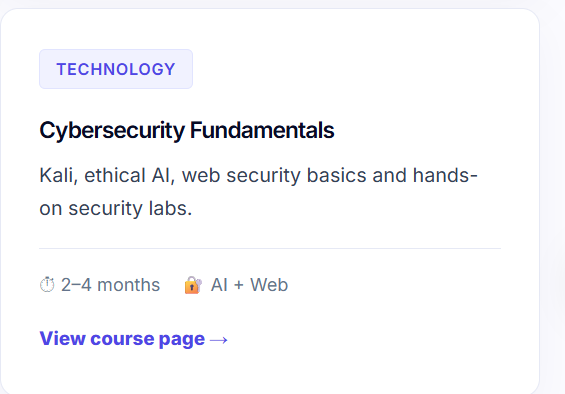 TECHNOLOGY
Cybersecurity Fundamentals
Kali, ethical AI, web security basics and hands-
on security labs.
⏱ 2–4 months 🔐 AI + Web
View course page →